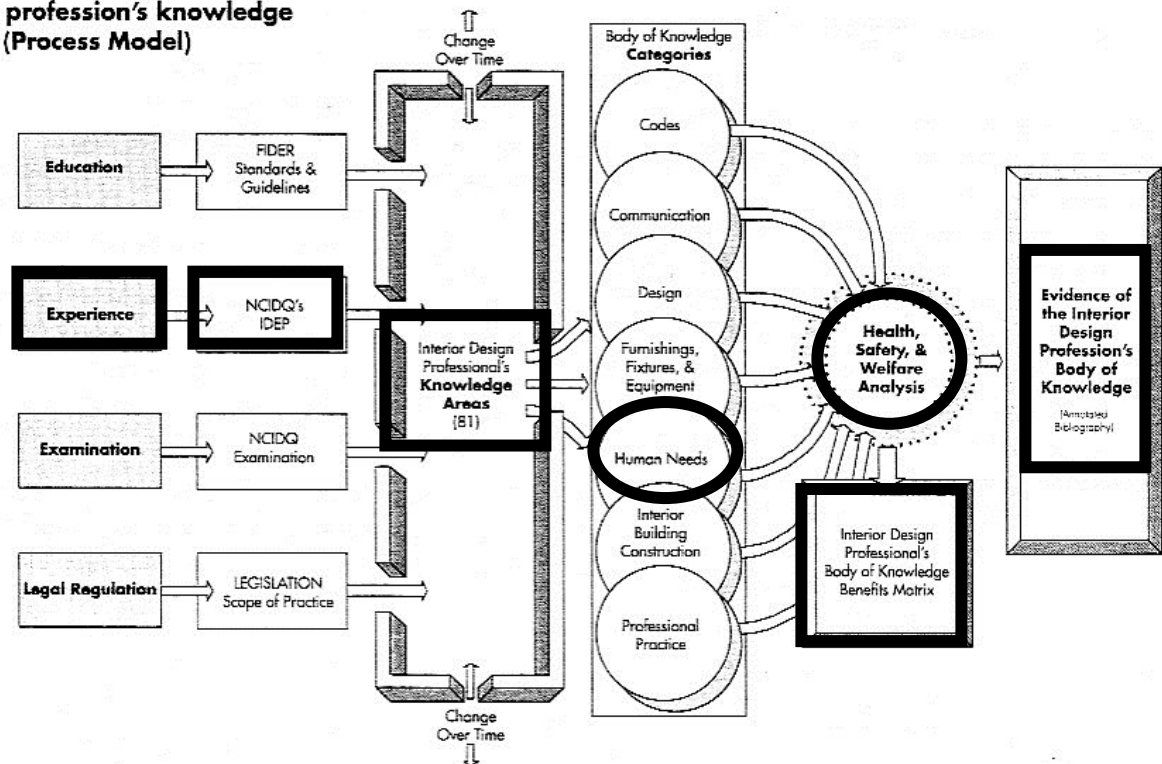 profession's knowledge
(Process Model)
Change
Over Time
Education
FIDER
Standards &
Guidelines
Experience
NCIDQ's
IDEP
Examination
NCIDQ
Examination
Legal Regulation
LEGISLATION
Scope of Practice
Interior Design
Professional's
Knowledge
Areas
(81)
Change
Over Time
Body of Knowledge
Categories
Codes
Communication
Design
Furnishings,
Fixtures, &
Equipment
Human Needs
Interior
Building
Construction
Professional
Practice
Health,
Safety, &
Welfare
Analysis
Interior Design
Professional's
Body of Knowledge
Benefits Matrix
Evidence of
the Interior
Design
Profession's
Body of
Knowledge
(Annotated
Bibliography)